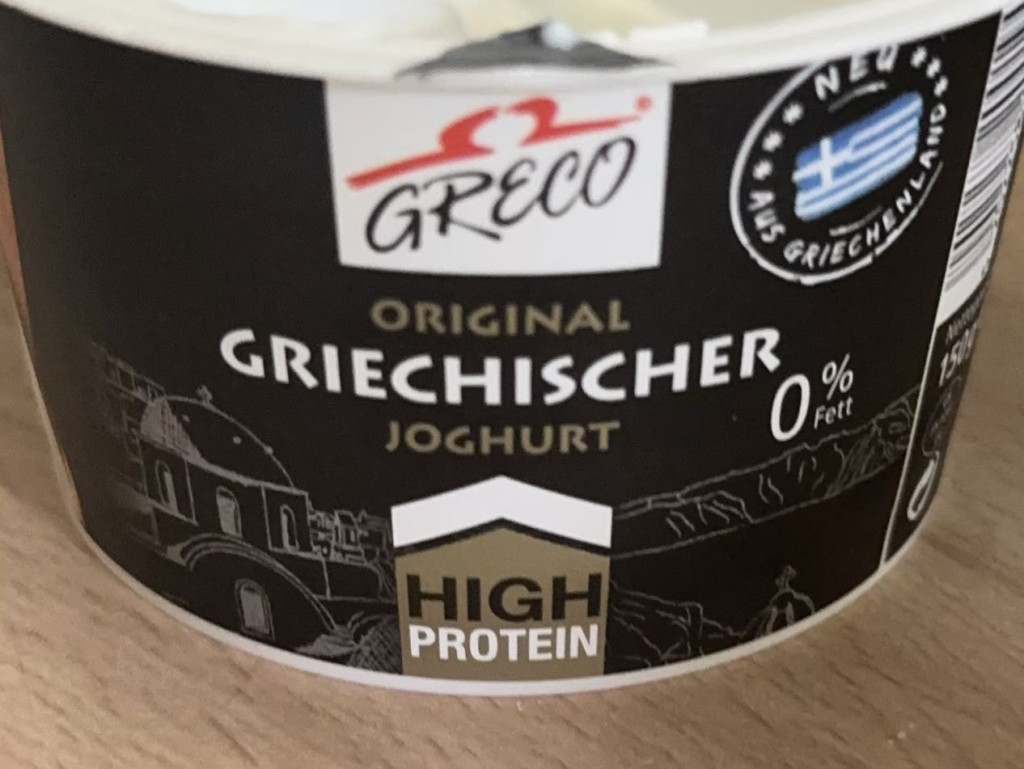 GRECO
NEU
AUS GRIECHENLAND
ORIGINAL
GRIECHISCHER
JOGHURT
0% Fett
HIGH
PROTEIN